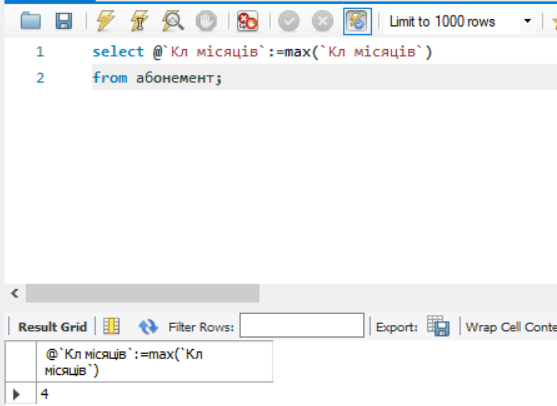 Limit to 1000 rows
1 select @`Кл місяців`:=max(`Кл місяців`)
2 from абонемент;
Result Grid Filter Rows: Export: Wrap Cell Conte
@`Кл місяців`:=max(`Кл
місяців`)
4